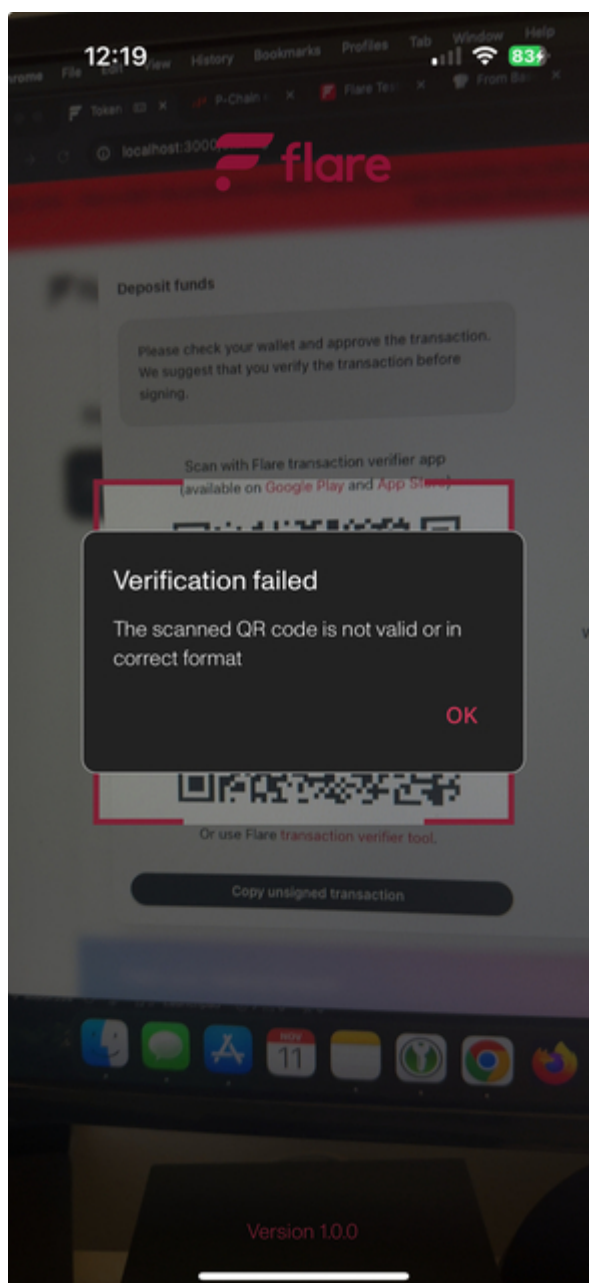 12:19
83
Chrome File Edit View History Bookmarks Profiles Tab Window Help
Token P-Chain Flare Tes From Ba
localhost:3000
flare
Deposit funds
Please check your wallet and approve the transaction.
We suggest that you verify the transaction before
signing.
Scan with Flare transaction verifier app
(available on Google Play and App Store)
Verification failed
The scanned QR code is not valid or in
correct format
OK
Or use Flare transaction verifier tool.
Copy unsigned transaction
NOV
11
Version 1.0.0